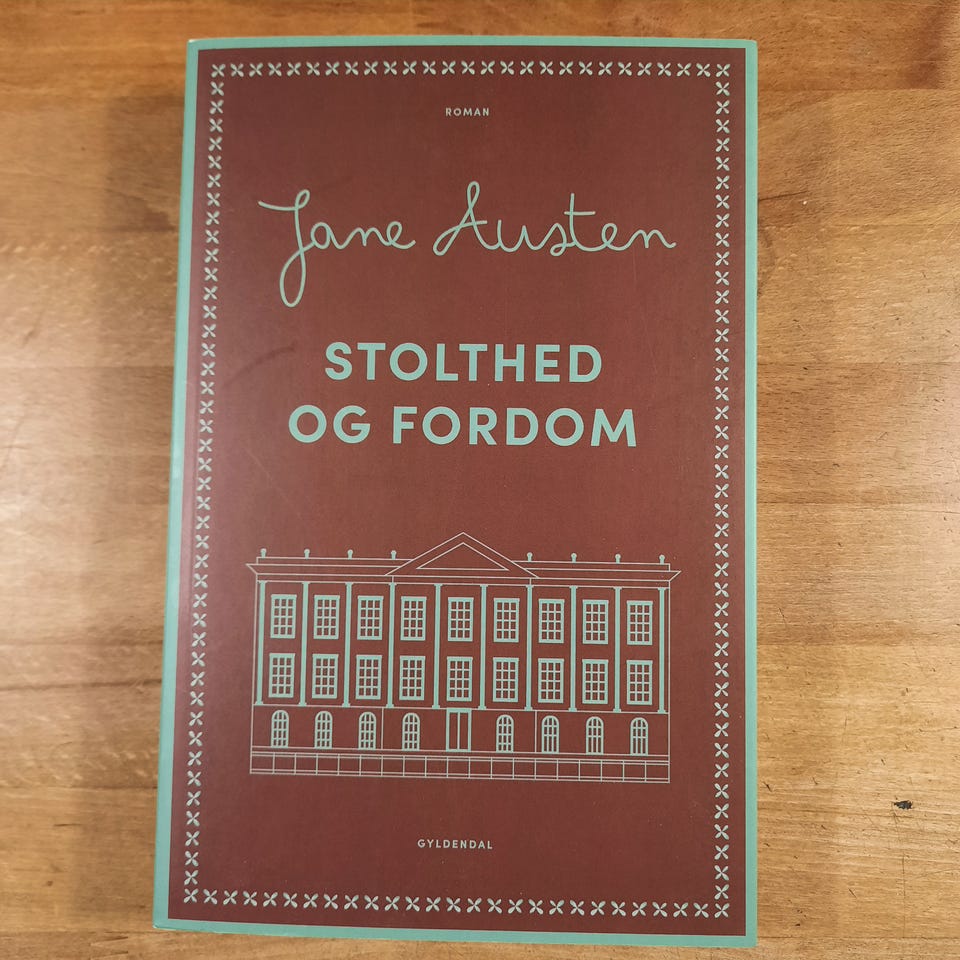 ROMAN
Jane Austen
STOLTHED
OG FORDOM
GYLDENDAL